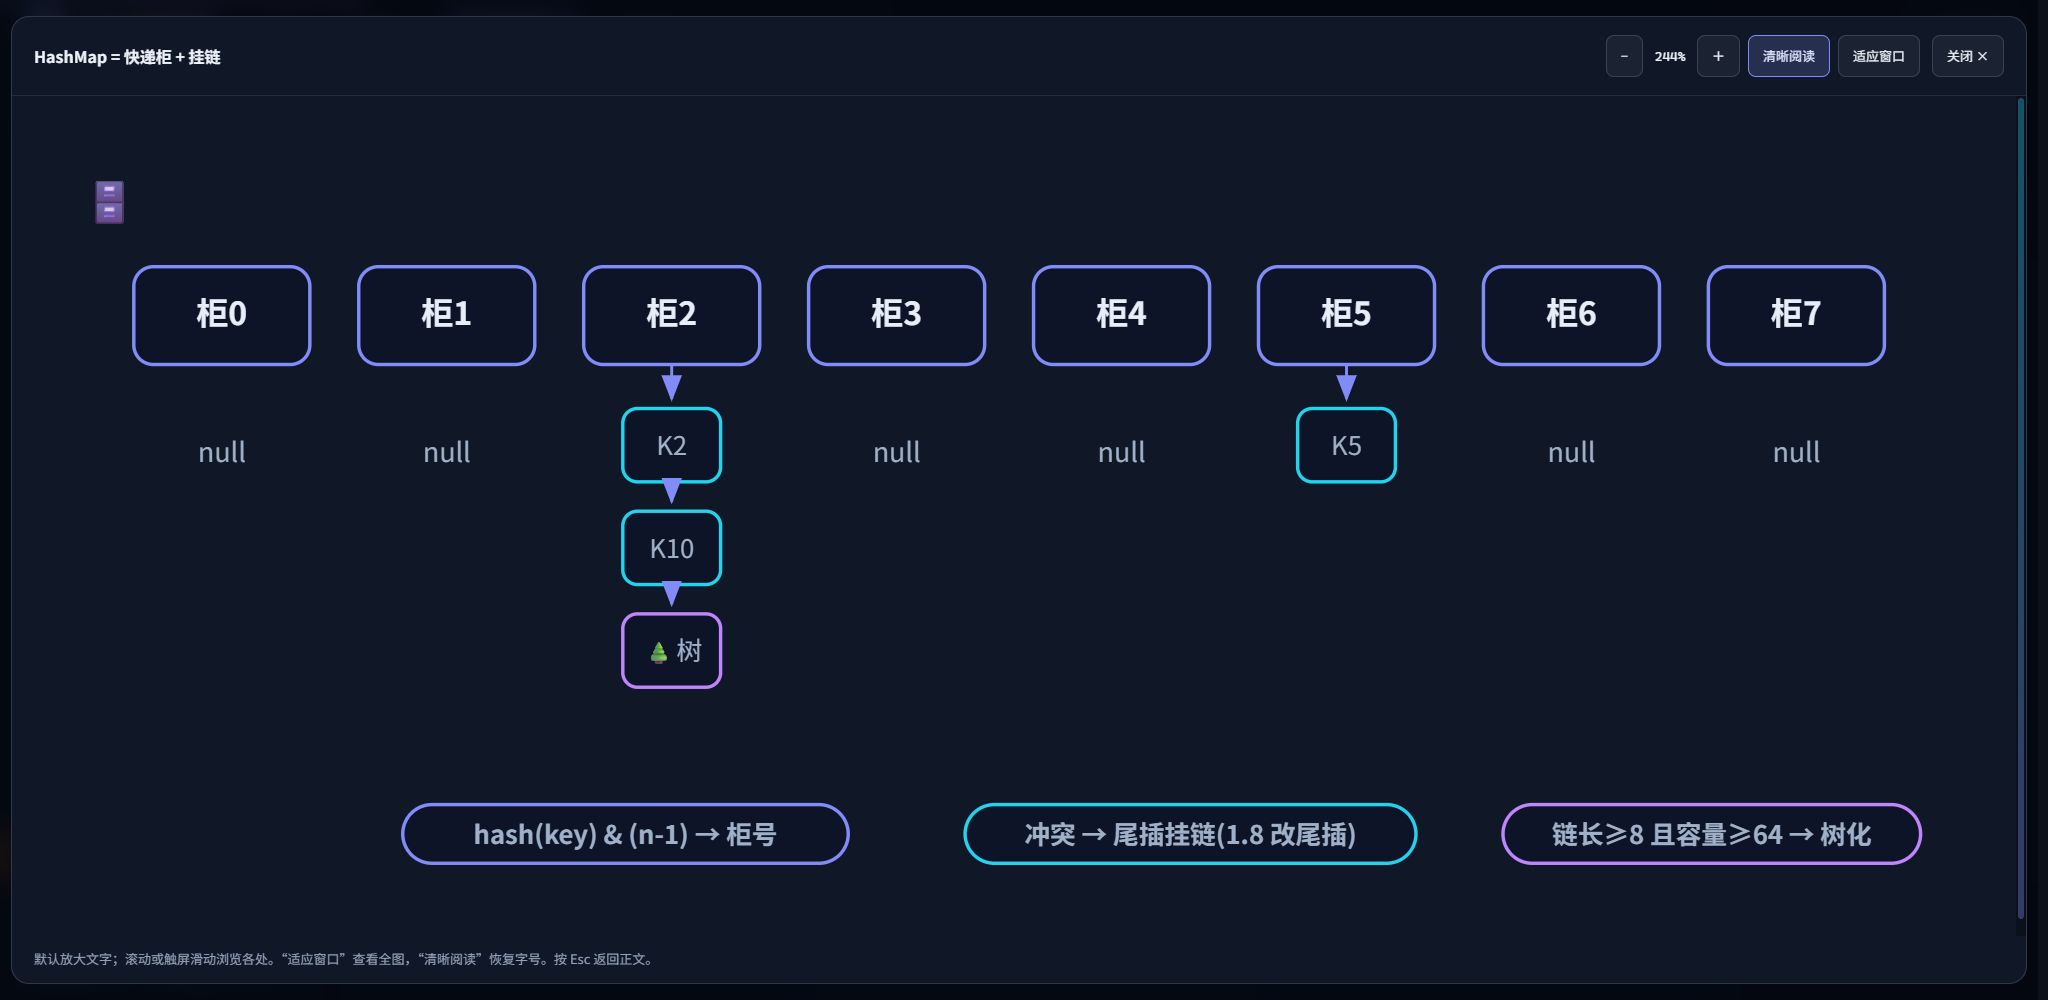 HashMap = 快递柜 + 挂链
-
244%
+
清晰阅读
适应窗口
关闭 ×
柜0
柜1
柜2
柜3
柜4
柜5
柜6
柜7
null
null
K2
null
null
K5
null
null
K10
树
hash(key) & (n-1) → 柜号
冲突 → 尾插挂链(1.8 改尾插)
链长≥8 且容量≥64 → 树化
默认放大文字；滚动或触屏滑动浏览各处。“适应窗口”查看全图，“清晰阅读”恢复字号。按 Esc 返回正文。